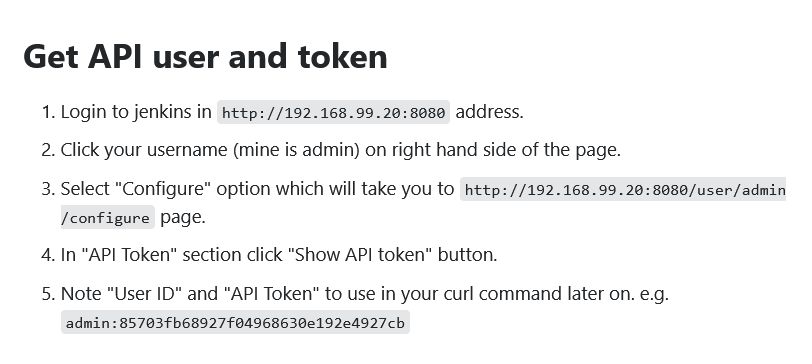 Get API user and token
1. Login to jenkins in http://192.168.99.20:8080 address.
2. Click your username (mine is admin) on right hand side of the page.
3. Select "Configure" option which will take you to http://192.168.99.20:8080/user/admin
/configure page.
4. In "API Token" section click "Show API token" button.
5. Note "User ID" and "API Token" to use in your curl command later on. e.g.
admin:85703fb68927f04968630e192e4927cb